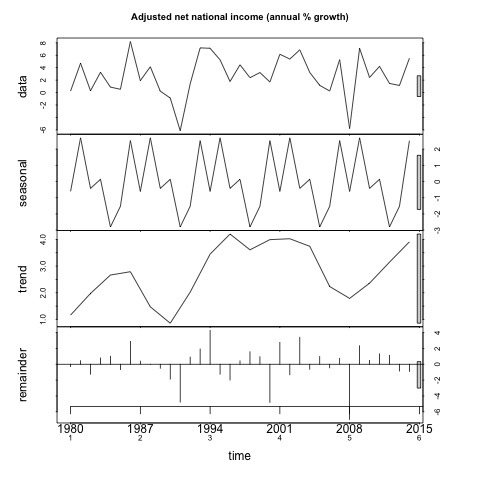 Adjusted net national income (annual % growth)
data
-6 -2 0 2 4 6 8
seasonal
-3 -2 -1 0 1 2
trend
1.0 2.0 3.0 4.0
remainder
-6 -4 -2 0 2 4
1980 1987 1994 2001 2008 2015
1 2 3 4 5 6
time